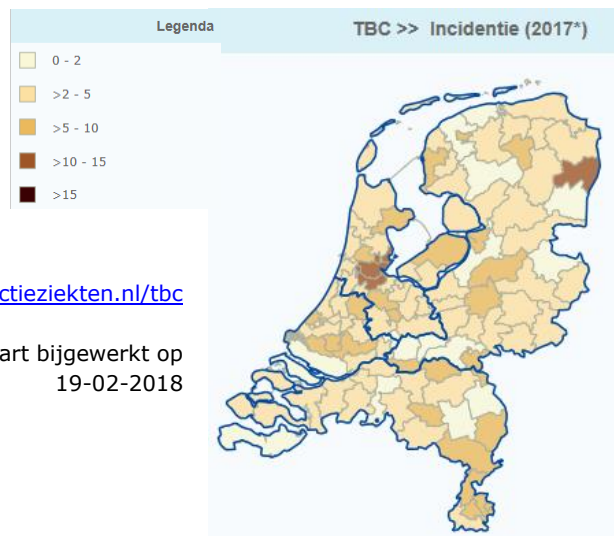 Legenda
TBC >> Incidentie (2017*)
0 - 2
>2 - 5
>5 - 10
>10 - 15
>15
ctieziekten.nl/tbc
art bijgewerkt op
19-02-2018